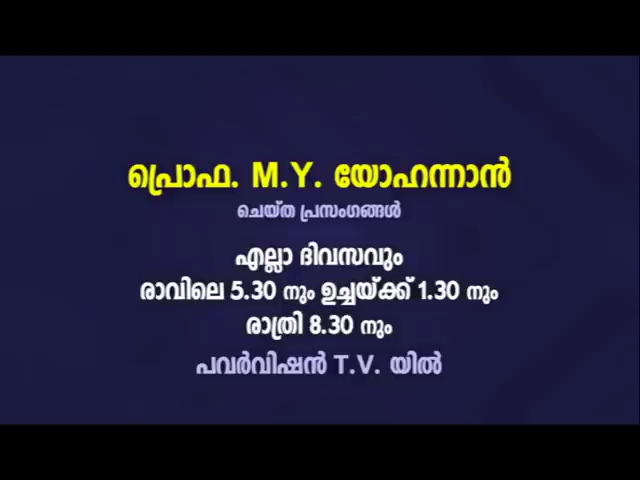 പ്രൊഫ. M.Y. യോഹന്നാൻ
ചെയ്ത പ്രസംഗങ്ങൾ
എല്ലാ ദിവസവും
രാവിലെ 5.30 നും ഉച്ചയ്ക്ക് 1.30 നും
രാത്രി 8.30 നും
പവർവിഷൻ T.V. യിൽ